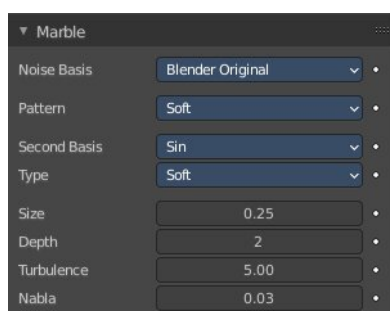 Marble
Noise Basis Blender Original
Pattern Soft
Second Basis Sin
Type Soft
Size 0.25
Depth 2
Turbulence 5.00
Nabla 0.03